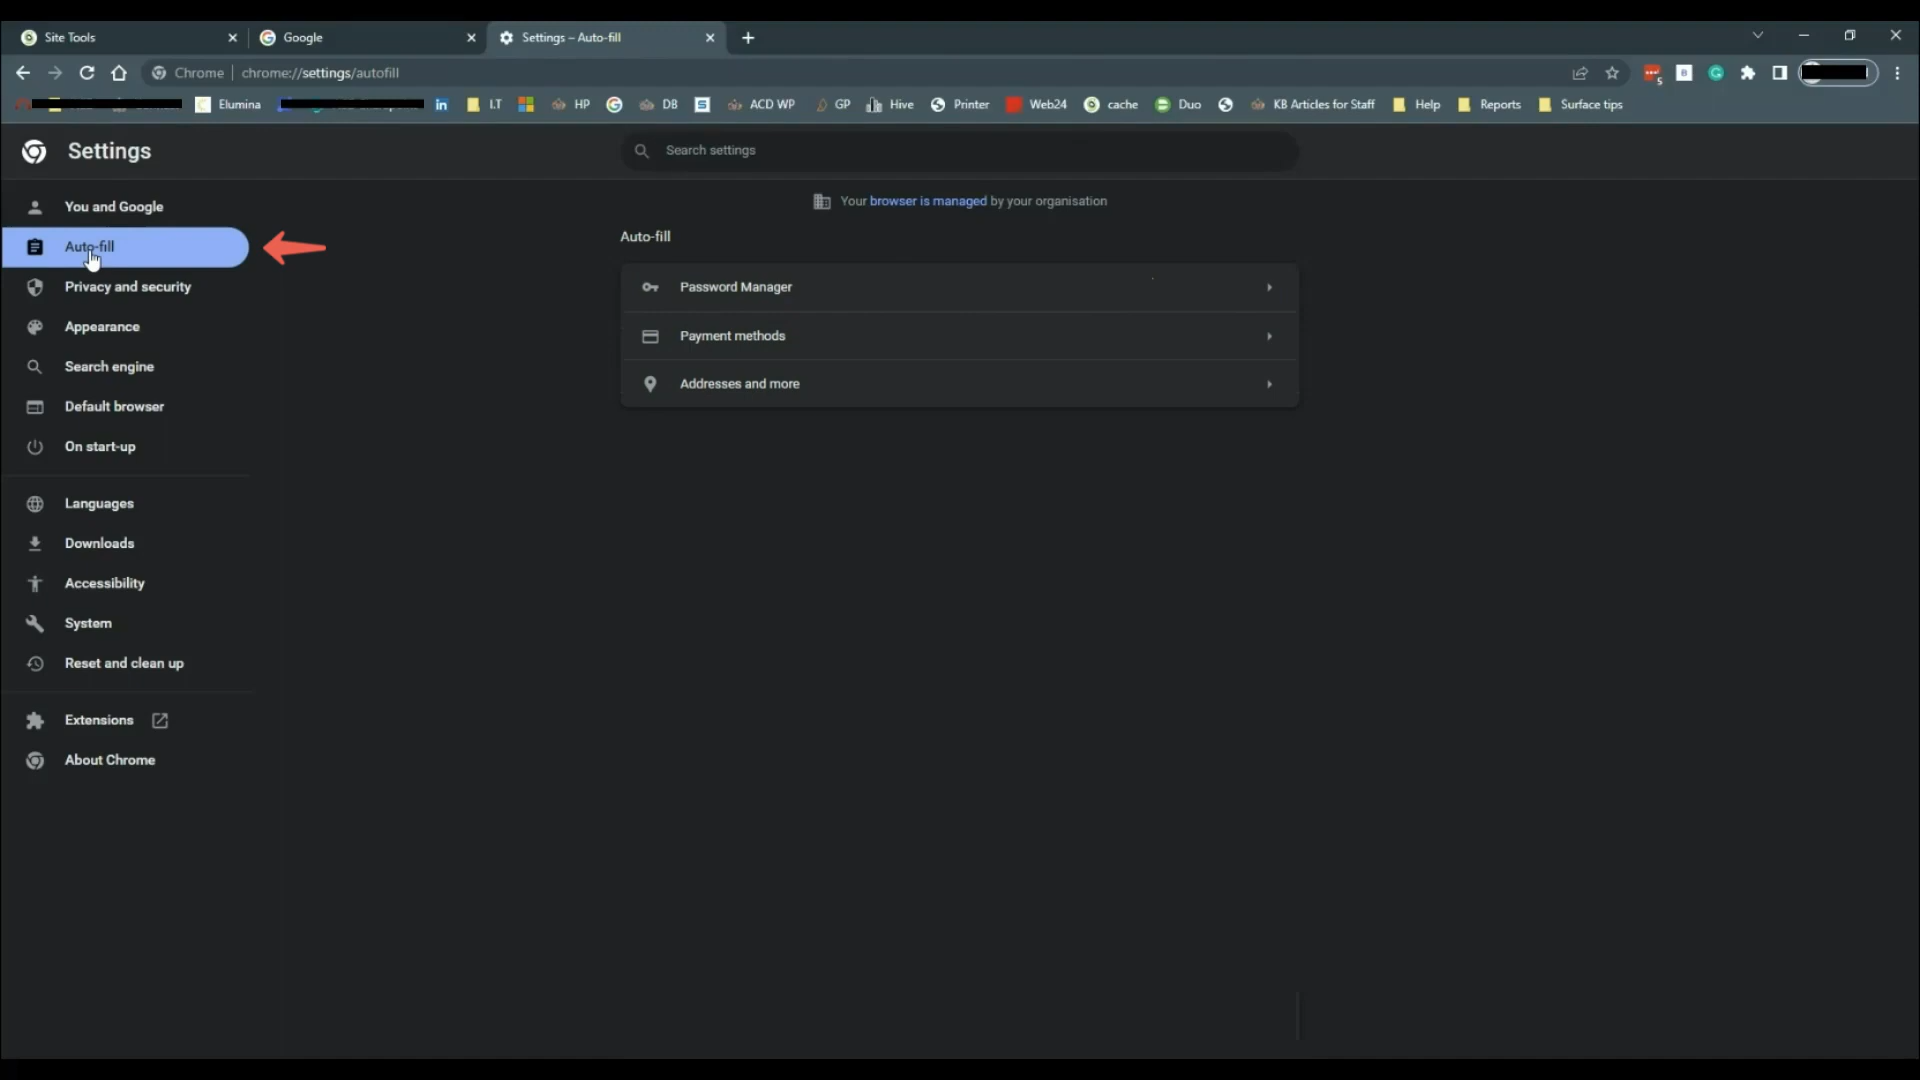 Site Tools
Google
Settings – Auto-fill
Chrome | chrome://settings/autofill
5
B
Elumina
in
I.T
HP
DB
S
ACD WP
GP
Hive
Printer
Web24
cache
Duo
KB Articles for Staff
Help
Reports
Surface tips
Settings
Search settings
Your browser is managed by your organisation
You and Google
Auto-fill
Privacy and security
Appearance
Search engine
Default browser
On start-up
Languages
Downloads
Accessibility
System
Reset and clean up
Extensions
About Chrome
Auto-fill
Password Manager
Payment methods
Addresses and more